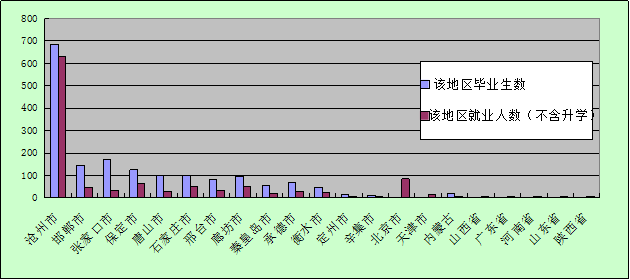 800
700
600
500
400
300
200
100
0
该地区毕业生数
该地区就业人数（不含升学）
沧州市
邯郸市
张家口市
保定市
唐山市
石家庄市
邢台市
廊坊市
秦皇岛市
承德市
衡水市
定州市
辛集市
北京市
天津市
内蒙古
山西省
广东省
河南省
山东省
陕西省